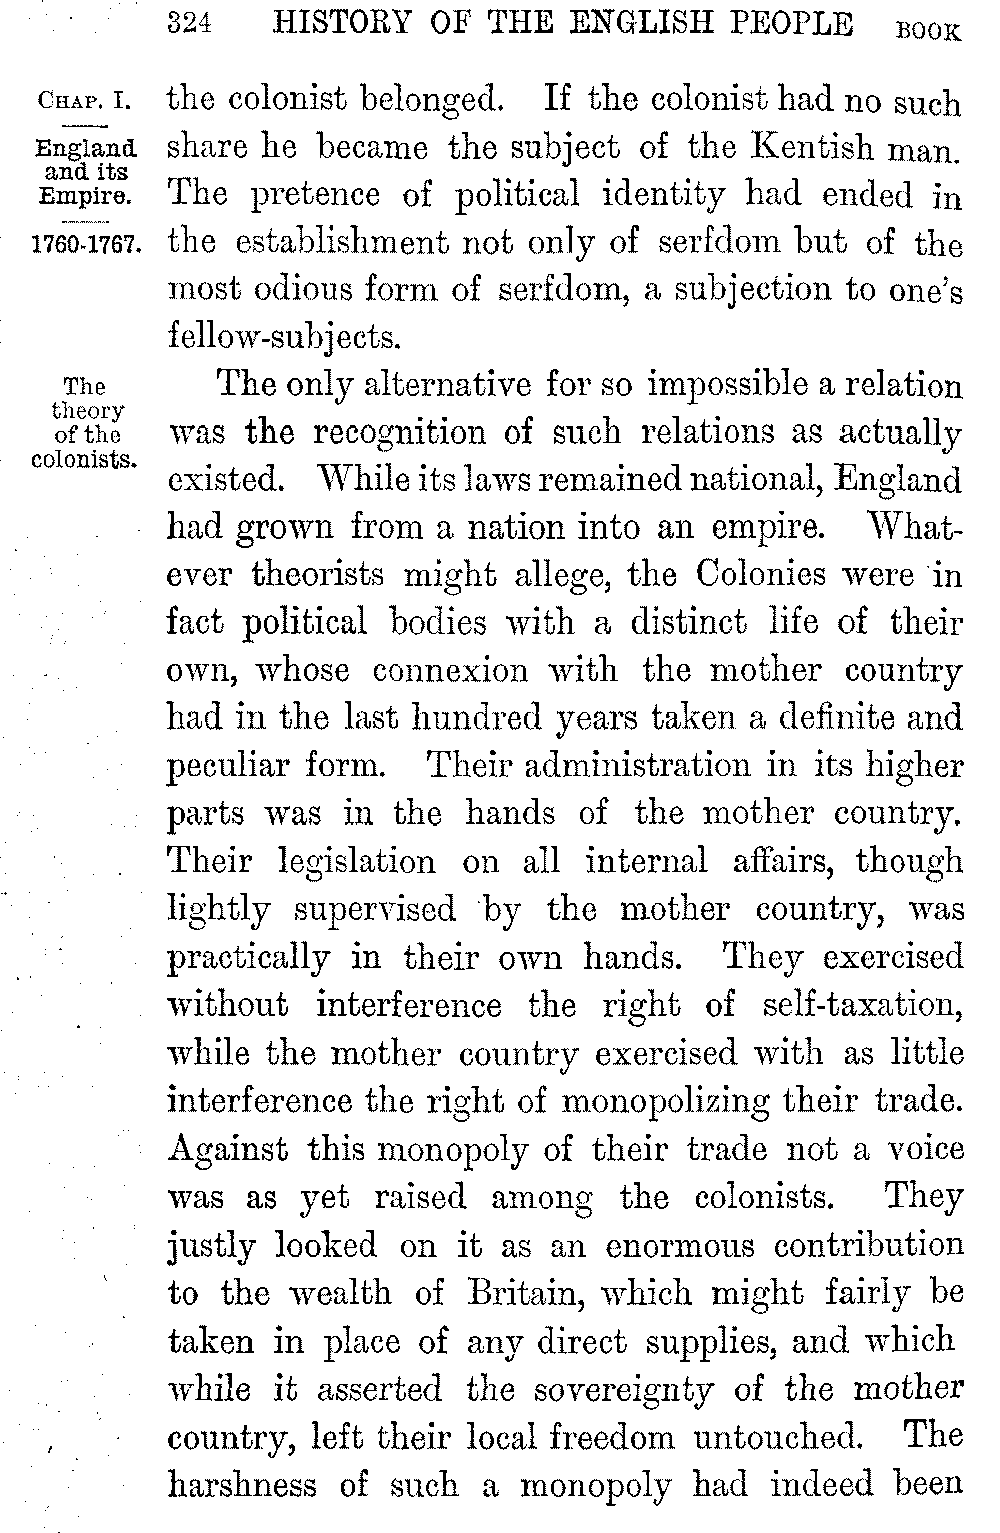 324 HISTORY OF THE ENGLISH PEOPLE BOOK
CHAP. I.
England
and its
Empire.
1760-1767.
the colonist belonged. If the colonist had no such
share he became the subject of the Kentish man.
The pretence of political identity had ended in
the establishment not only of serfdom but of the
most odious form of serfdom, a subjection to one's
fellow-subjects.
The
theory
of the
colonists.
The only alternative for so impossible a relation
was the recognition of such relations as actually
existed. While its laws remained national, England
had grown from a nation into an empire. What-
ever theorists might allege, the Colonies were in
fact political bodies with a distinct life of their
own, whose connexion with the mother country
had in the last hundred years taken a definite and
peculiar form. Their administration in its higher
parts was in the hands of the mother country.
Their legislation on all internal affairs, though
lightly supervised by the mother country, was
practically in their own hands. They exercised
without interference the right of self-taxation,
while the mother country exercised with as little
interference the right of monopolizing their trade.
Against this monopoly of their trade not a voice
was as yet raised among the colonists. They
justly looked on it as an enormous contribution
to the wealth of Britain, which might fairly be
taken in place of any direct supplies, and which
while it asserted the sovereignty of the mother
country, left their local freedom untouched. The
harshness of such a monopoly had indeed been